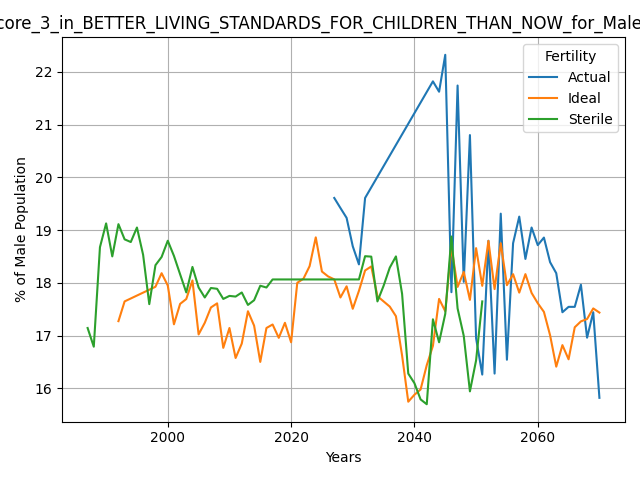 core_3_in_BETTER_LIVING_STANDARDS_FOR_CHILDREN_THAN_NOW_for_Male
% of Male Population
22
21
20
19
18
17
16
2000
2020
2040
2060
Years
Fertility
Actual
Ideal
Sterile